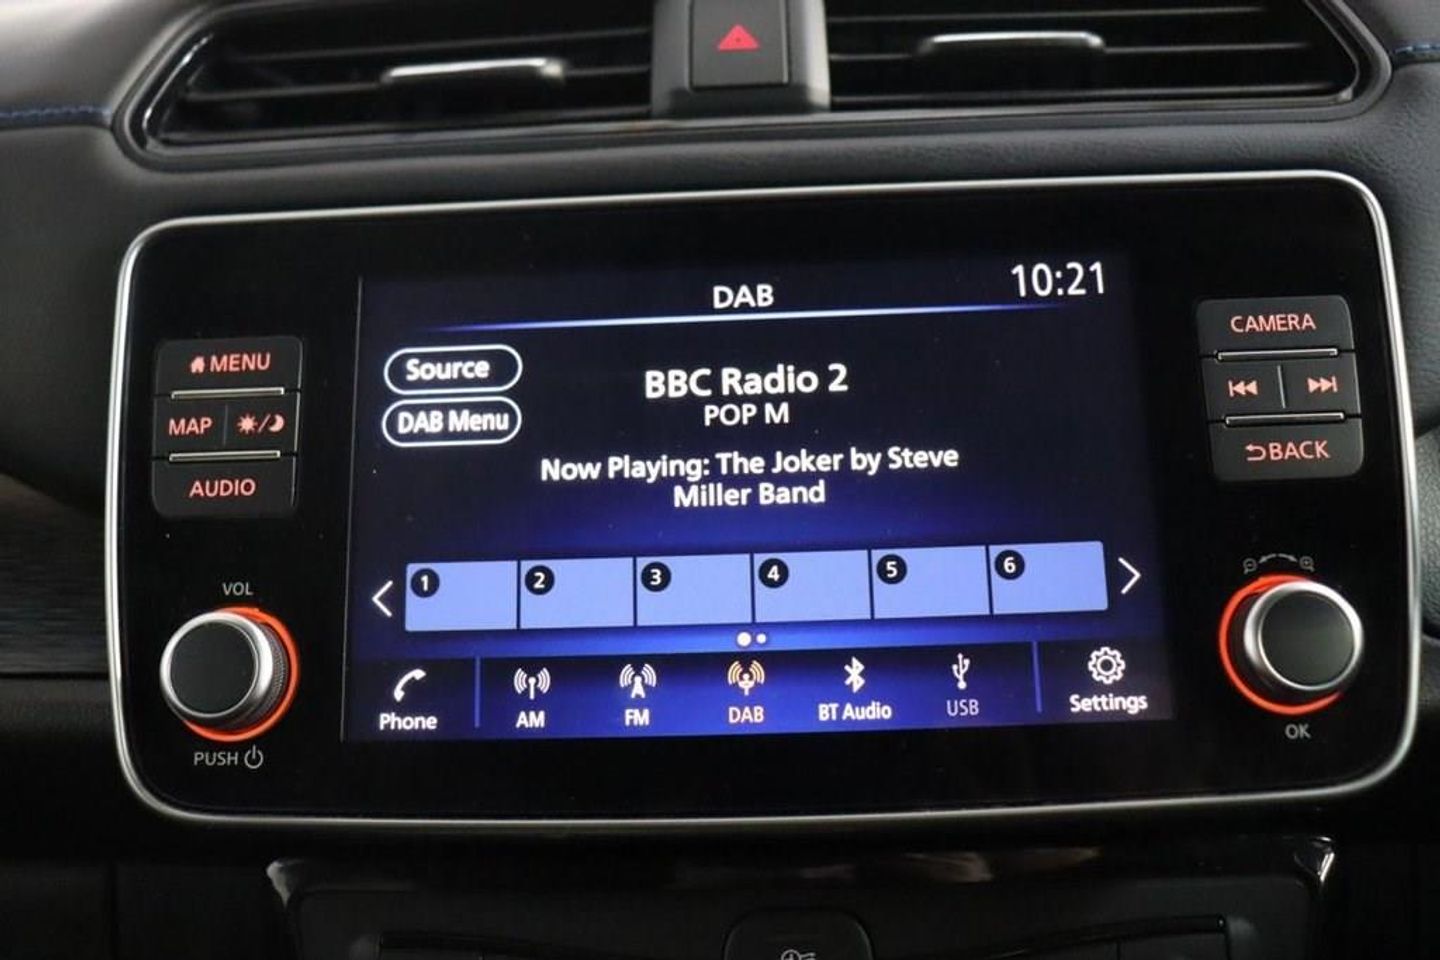 DAB
10:21
Source
DAB Menu
BBC Radio 2
POP M
Now Playing: The Joker by Steve
Miller Band
1 2 3 4 5 6
Phone AM FM DAB BT Audio USB Settings
MENU
MAP
AUDIO
VOL
PUSH
CAMERA
BACK
OK